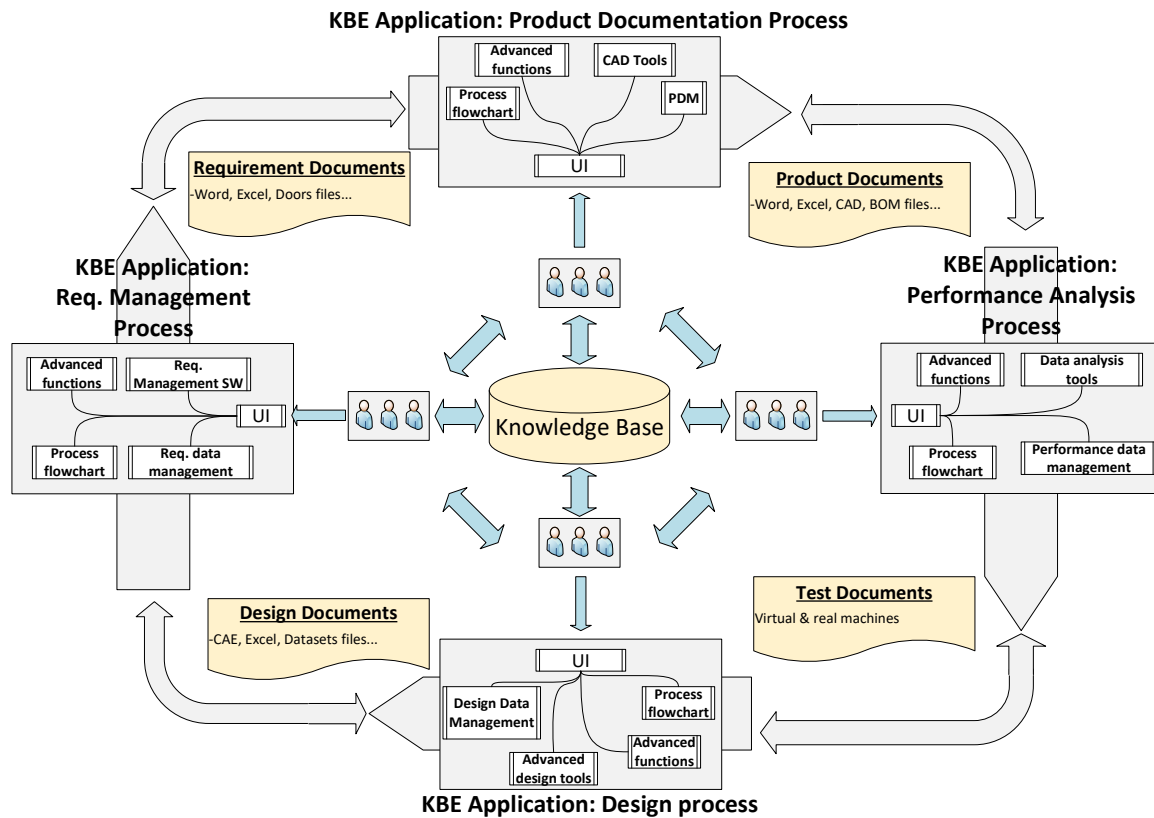 KBE Application: Product Documentation Process
Advanced
functions
CAD Tools
Process
flowchart
PDM
UI
Requirement Documents
-Word, Excel, Doors files...
Product Documents
-Word, Excel, CAD, BOM files...
KBE Application:
Req. Management
Process
Advanced
functions
Req.
Management SW
UI
Process
flowchart
Req. data
management
Knowledge Base
KBE Application:
Performance Analysis
Process
Advanced
functions
Data analysis
tools
UI
Process
flowchart
Performance data
management
Design Documents
-CAE, Excel, Datasets files...
Test Documents
Virtual & real machines
UI
Design Data
Management
Process
flowchart
Advanced
design tools
Advanced
functions
KBE Application: Design process